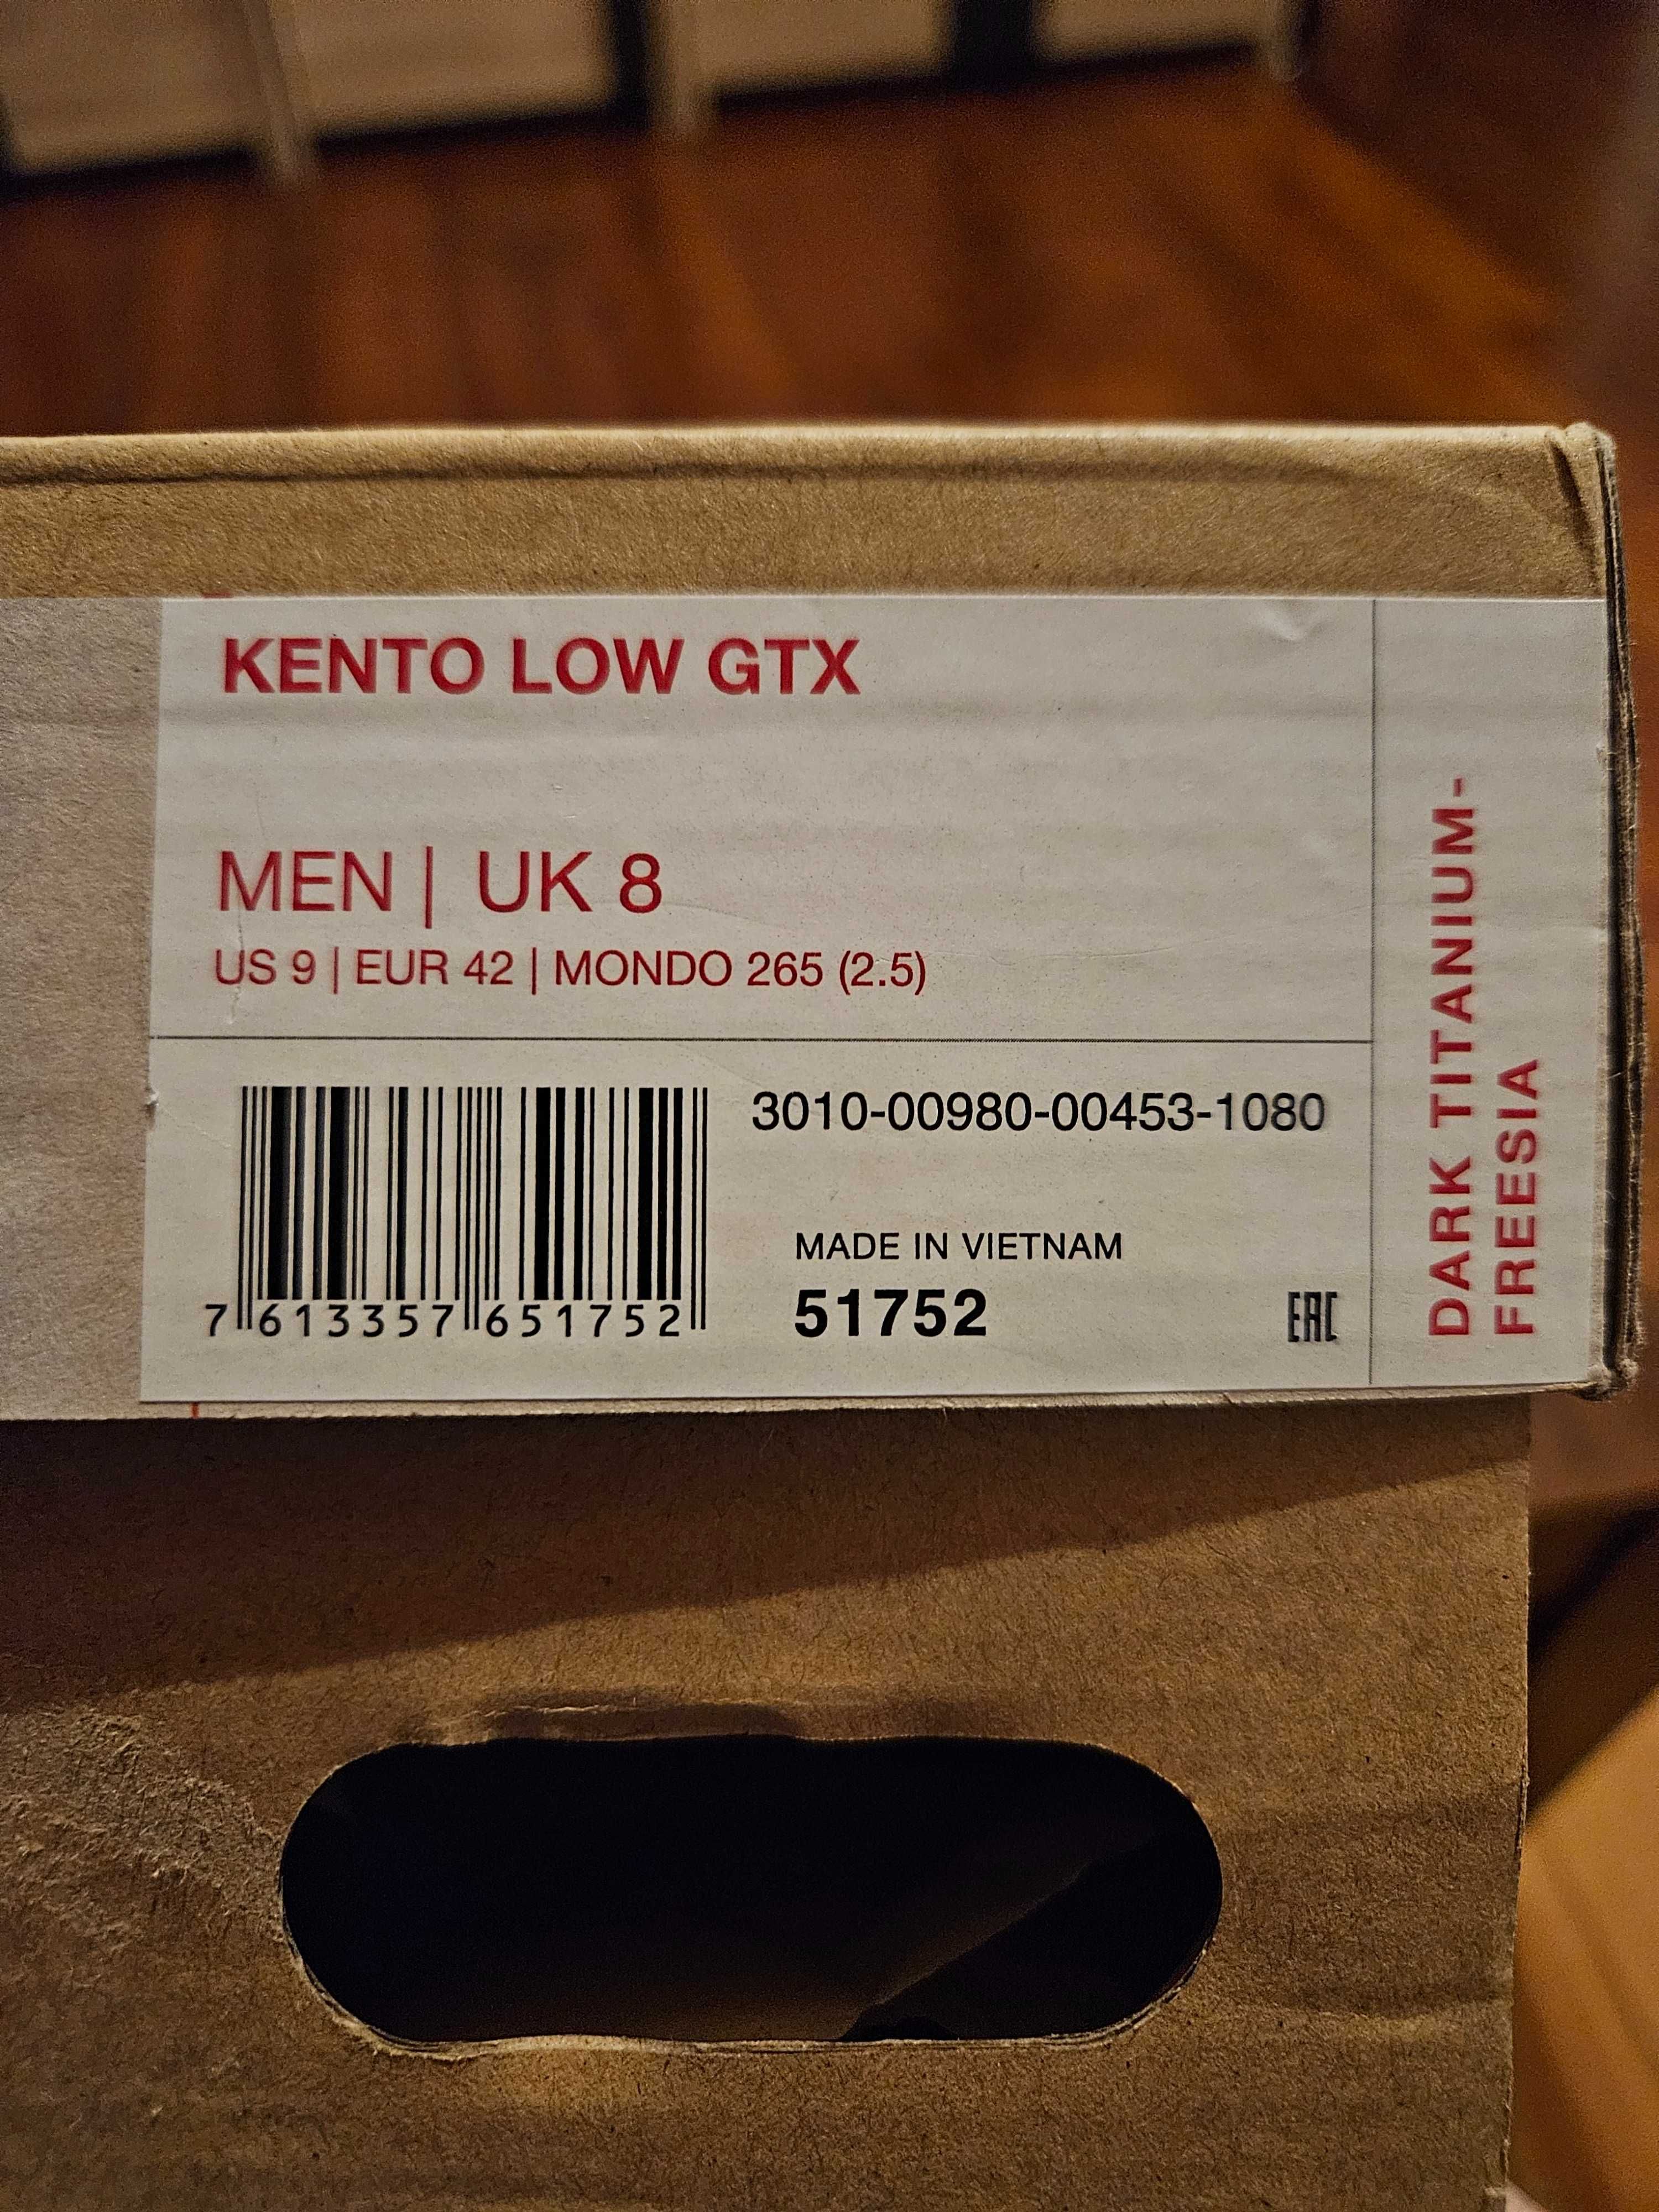 KENTO LOW GTX
MEN | UK 8
US 9 | EUR 42 | MONDO 265 (2.5)
7 613357 651752
3010-00980-00453-1080
MADE IN VIETNAM
51752
EAC
DARK TITANIUM-
FREESIA